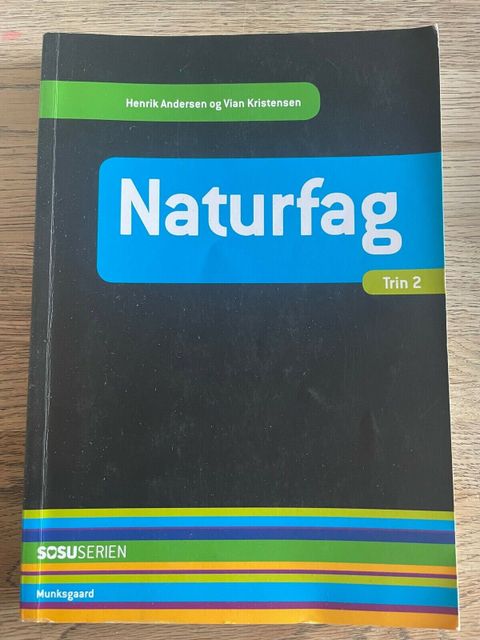 Henrik Andersen og Vian Kristensen
Naturfag
Trin 2
SOSUSERIEN
Munksgaard